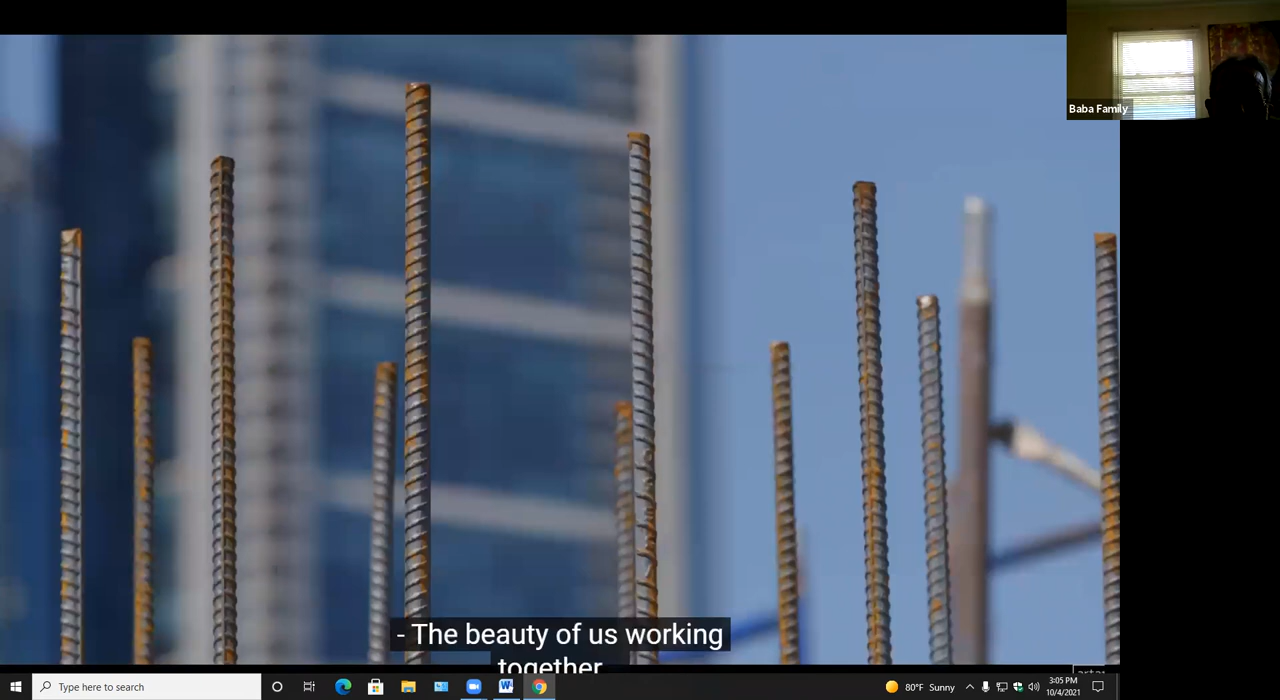 Baba Family
- The beauty of us working
together
Type here to search
80°F Sunny
3:05 PM
10/4/2021